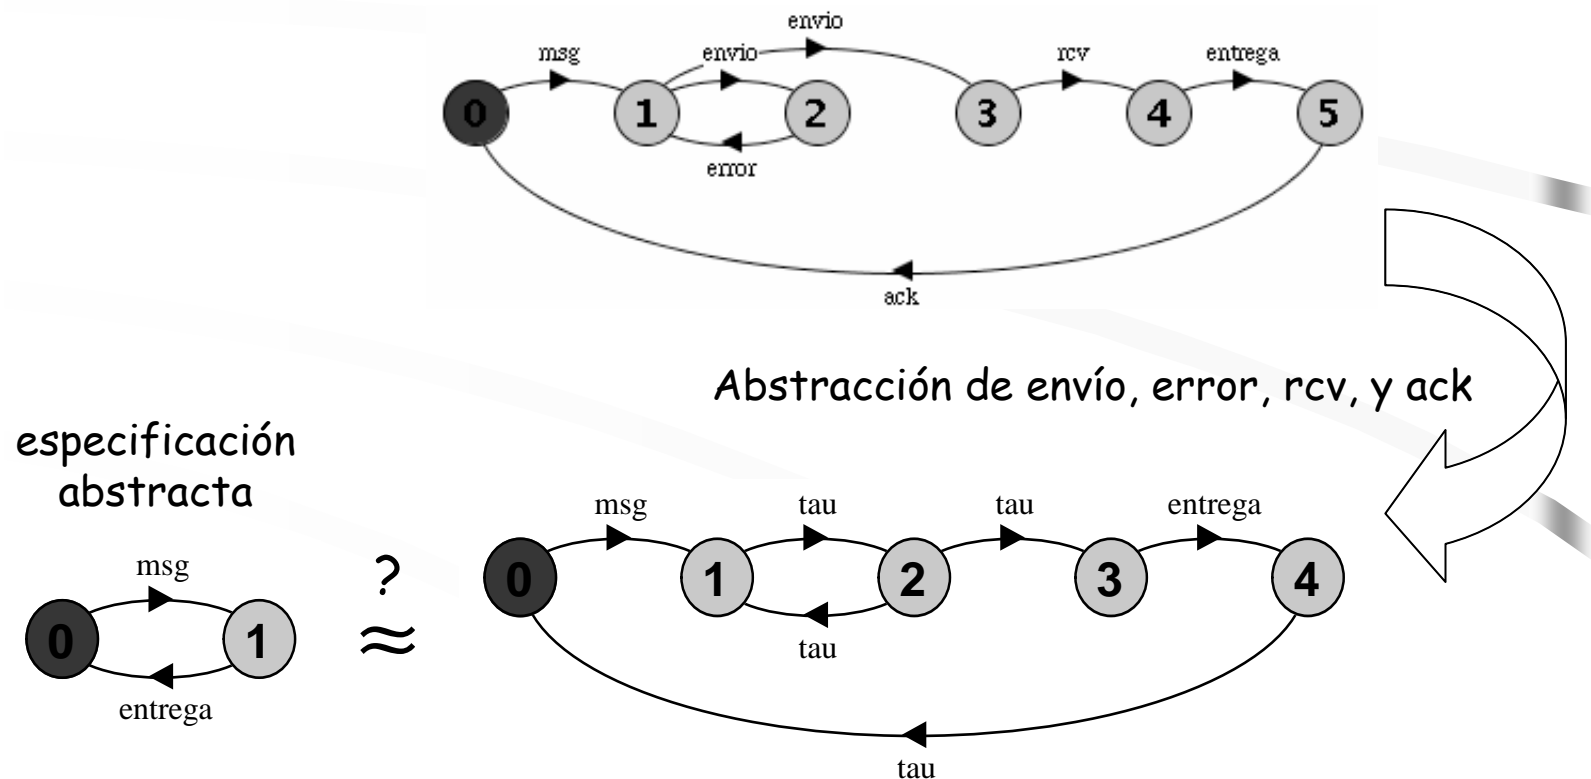 envio
msg
envio
rcv
entrega
0
1
2
3
4
5
error
ack
Abstracción de envío, error, rcv, y ack
especificación
abstracta
msg
tau
tau
entrega
0
1
2
3
4
tau
tau
msg
?
≈
0
1
entrega